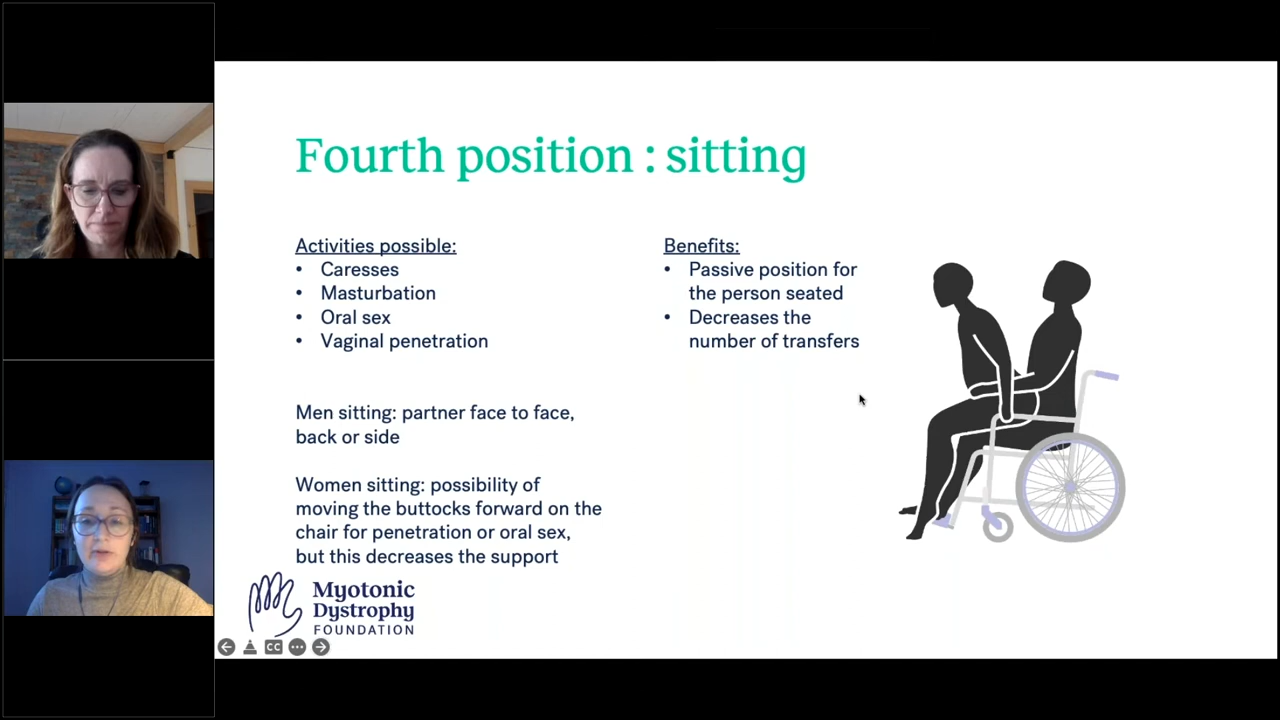 Fourth position : sitting
Activities possible:
• Caresses
• Masturbation
• Oral sex
• Vaginal penetration
Men sitting: partner face to face,
back or side
Women sitting: possibility of
moving the buttocks forward on the
chair for penetration or oral sex,
but this decreases the support
Benefits:
• Passive position for
the person seated
• Decreases the
number of transfers
Myotonic
Dystrophy
FOUNDATION
CC